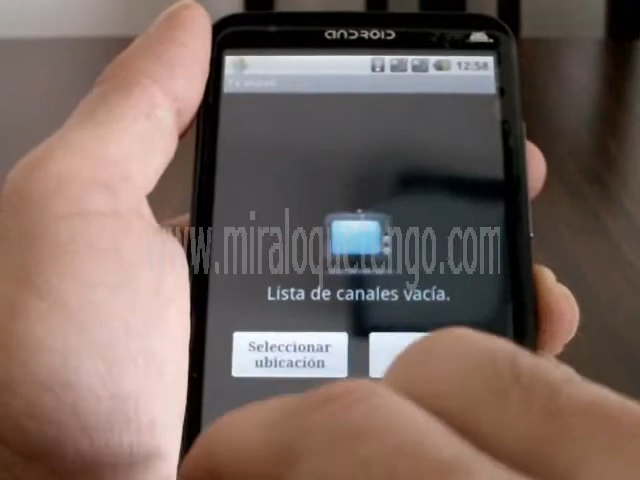 ANDROID
12:58
www.miraloquetengo.com
Lista de canales vacía.
Seleccionar
ubicación